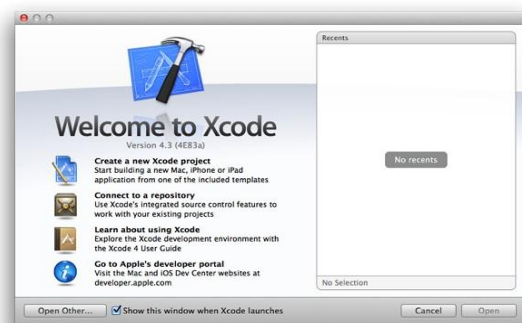 Recents
Welcome to Xcode
Version 4.3 (4E83a)
Create a new Xcode project
Start building a new Mac, iPhone or iPad
application from one of the included templates
Connect to a repository
Use Xcode's integrated source control features to
work with your existing projects
Learn about using Xcode
Explore the Xcode development environment with
the Xcode 4 User Guide
Go to Apple's developer portal
Visit the Mac and iOS Dev Center websites at
developer.apple.com
No recents
No Selection
Open Other...
Show this window when Xcode launches
Cancel
Open